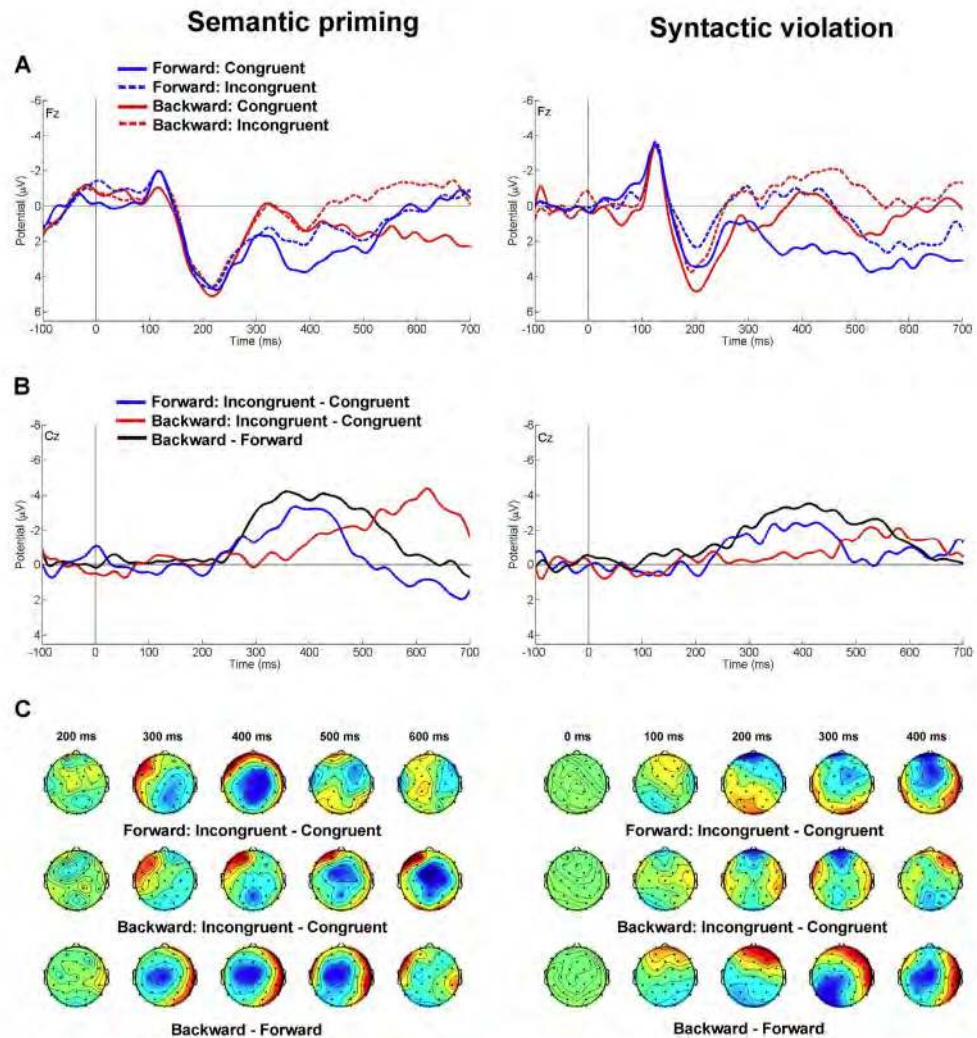 Semantic priming
Syntactic violation
A
Forward: Congruent
Forward: Incongruent
Backward: Congruent
Backward: Incongruent
-6
-4
-2
0
2
4
6
Fz
Potential (µV)
-100 0 100 200 300 400 500 600 700
Time (ms)
-6
-4
-2
0
2
4
6
Fz
Potential (µV)
-100 0 100 200 300 400 500 600 700
Time (ms)
B
Forward: Incongruent - Congruent
Backward: Incongruent - Congruent
Backward - Forward
-8
-6
-4
-2
0
2
4
Cz
Potential (µV)
-100 0 100 200 300 400 500 600 700
Time (ms)
-8
-6
-4
-2
0
2
4
Cz
Potential (µV)
-100 0 100 200 300 400 500 600 700
Time (ms)
C
200 ms 300 ms 400 ms 500 ms 600 ms
Forward: Incongruent - Congruent
Backward: Incongruent - Congruent
Backward - Forward
0 ms 100 ms 200 ms 300 ms 400 ms
Forward: Incongruent - Congruent
Backward: Incongruent - Congruent
Backward - Forward